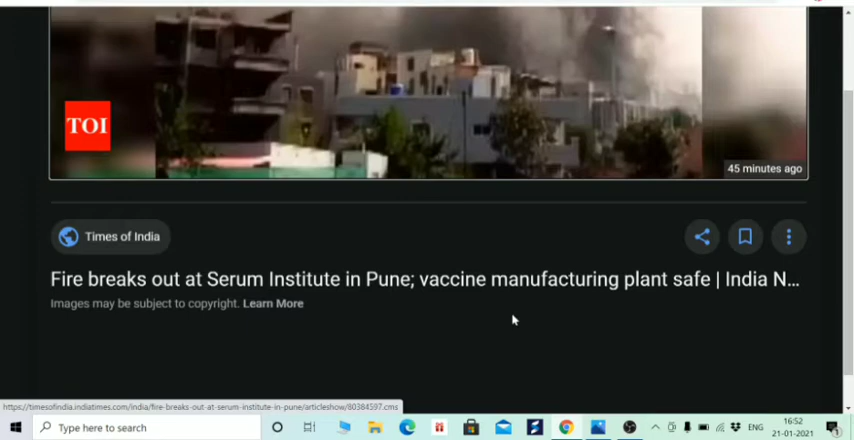 TOI
45 minutes ago
Times of India
Fire breaks out at Serum Institute in Pune; vaccine manufacturing plant safe | India N...
Images may be subject to copyright. Learn More
https://timesofindia.indiatimes.com/india/fire-breaks-out-at-serum-institute-in-pune/articleshow/80384597.cms
Type here to search
ENG
16:52
21-01-2021